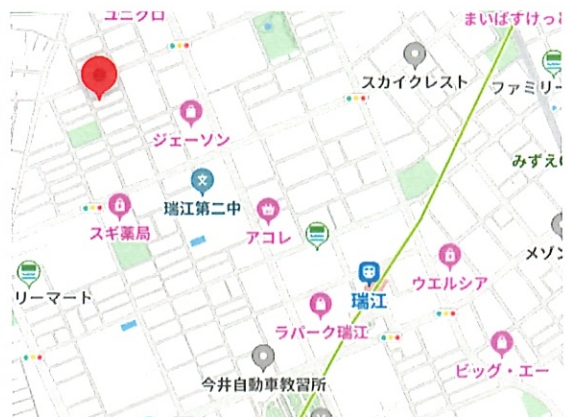 ユニクロ
まいばすけっと
スカイクレスト
ファミリー
ジェーソン
みずえ
瑞江第二中
スギ薬局
アコレ
メゾン
ウエルシア
リーマート
瑞江
ラパーク瑞江
ビッグ・エー
今井自動車教習所